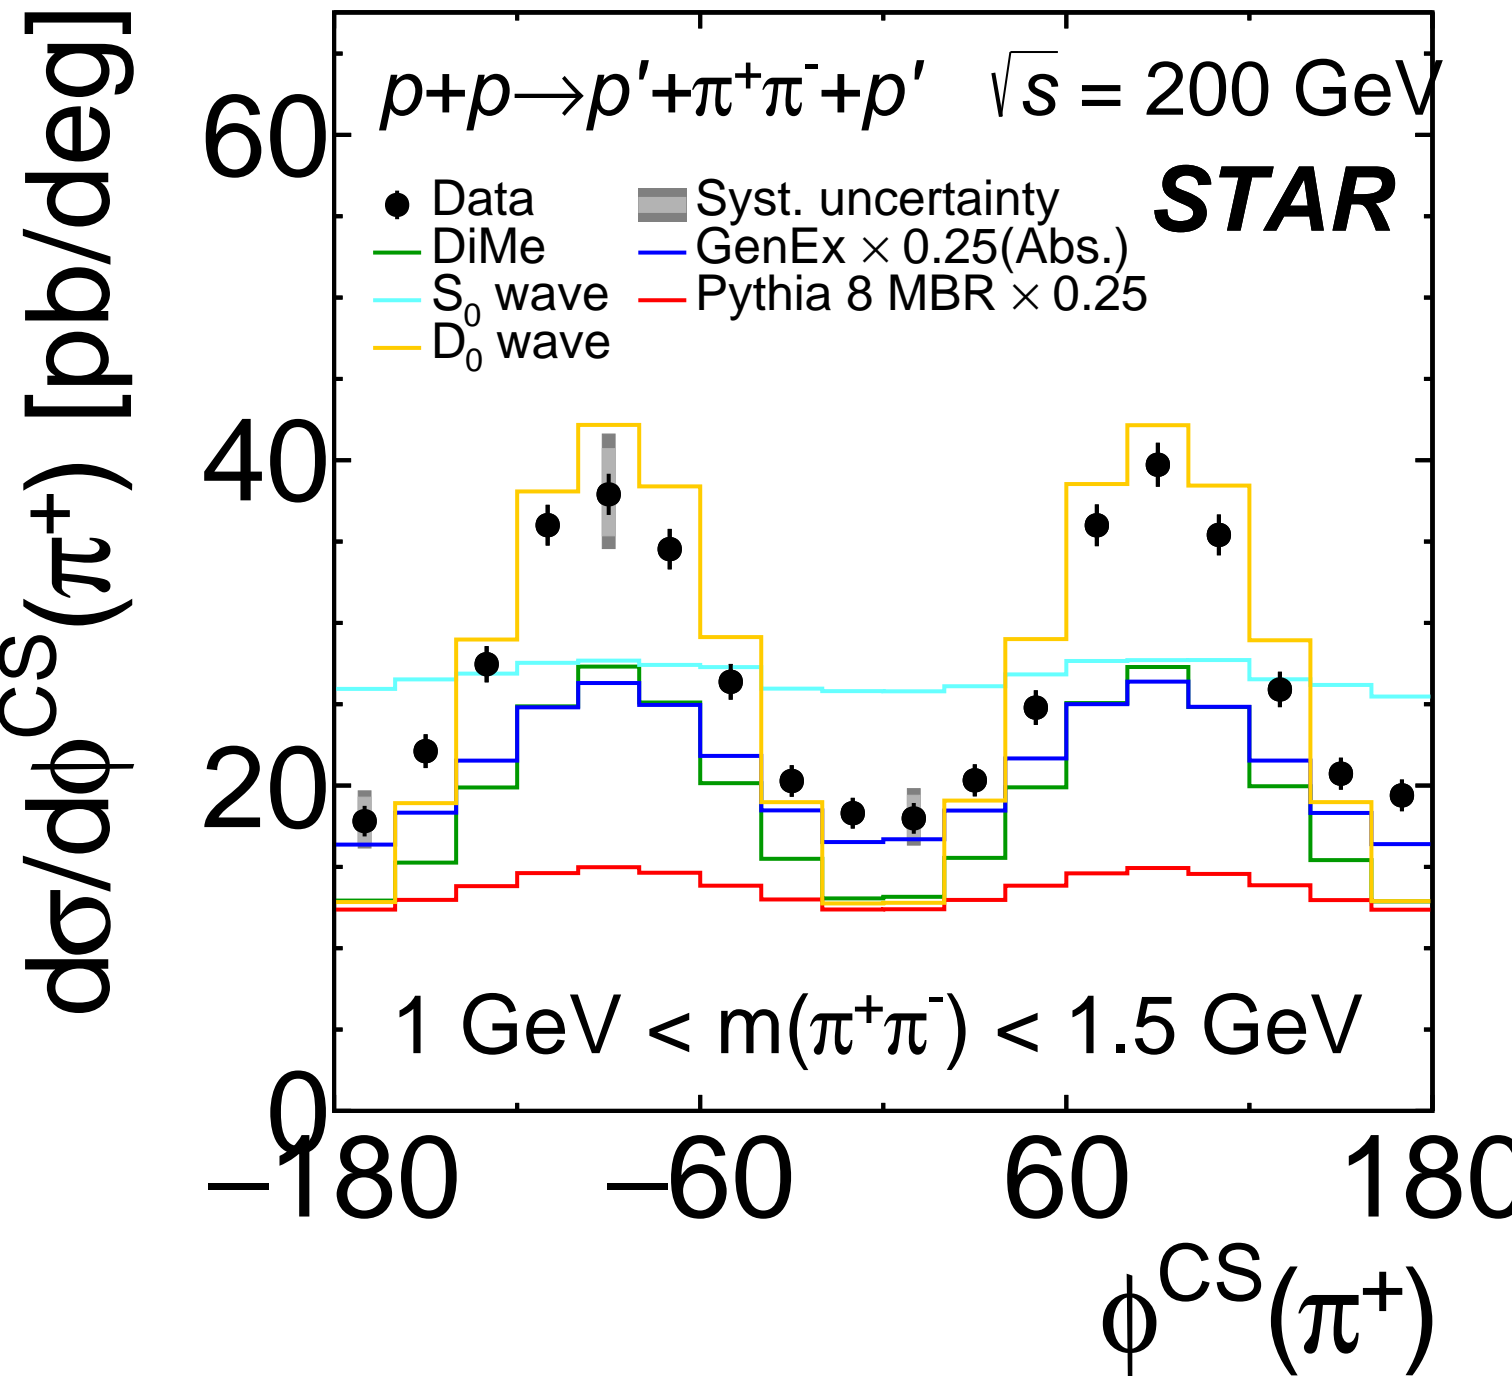 p+p→p′+π⁺π⁻+p′ √s = 200 GeV
STAR
Data
Syst. uncertainty
DiMe
GenEx × 0.25(Abs.)
S₀ wave
Pythia 8 MBR × 0.25
D₀ wave
1 GeV < m(π⁺π⁻) < 1.5 GeV
dσ/dϕ^CS(π⁺) [pb/deg]
60
40
20
0
−180 −60 60 180
ϕ^CS(π⁺)